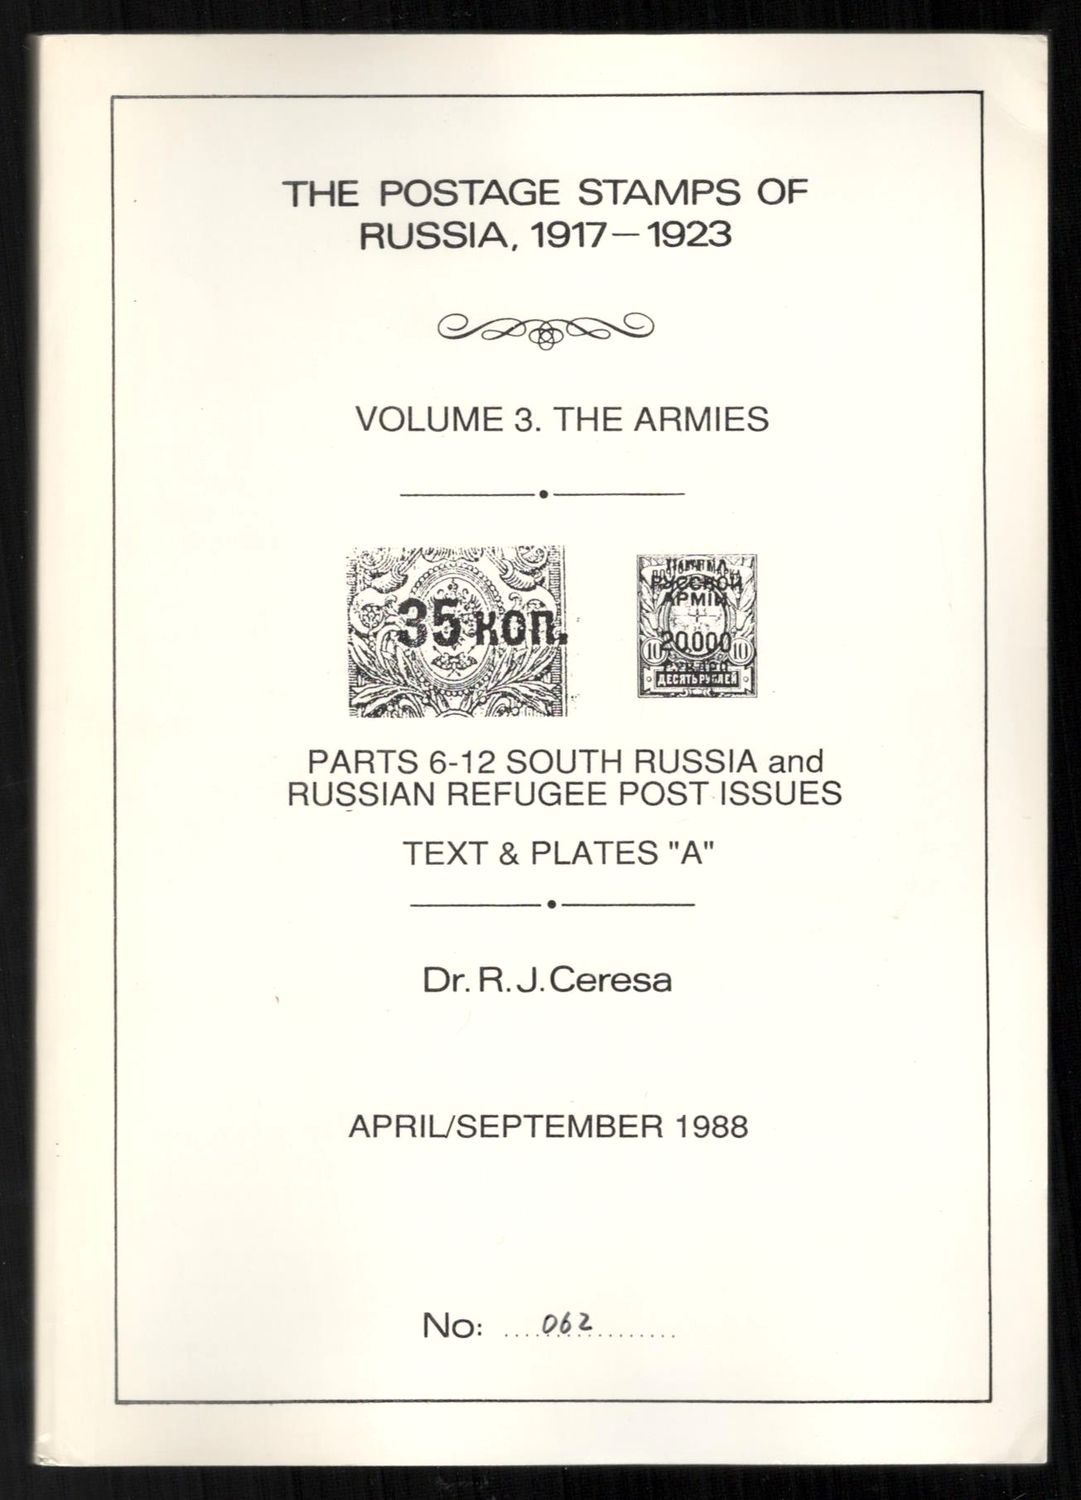 THE POSTAGE STAMPS OF
RUSSIA, 1917—1923
VOLUME 3. THE ARMIES
35 коп.
РУССКОЙ
АРМІИ
20.000
10 10
ДЕСЯТЬ РУБЛЕЙ
PARTS 6-12 SOUTH RUSSIA and
RUSSIAN REFUGEE POST ISSUES
TEXT & PLATES "A"
Dr. R. J. Ceresa
APRIL/SEPTEMBER 1988
No: ....062............